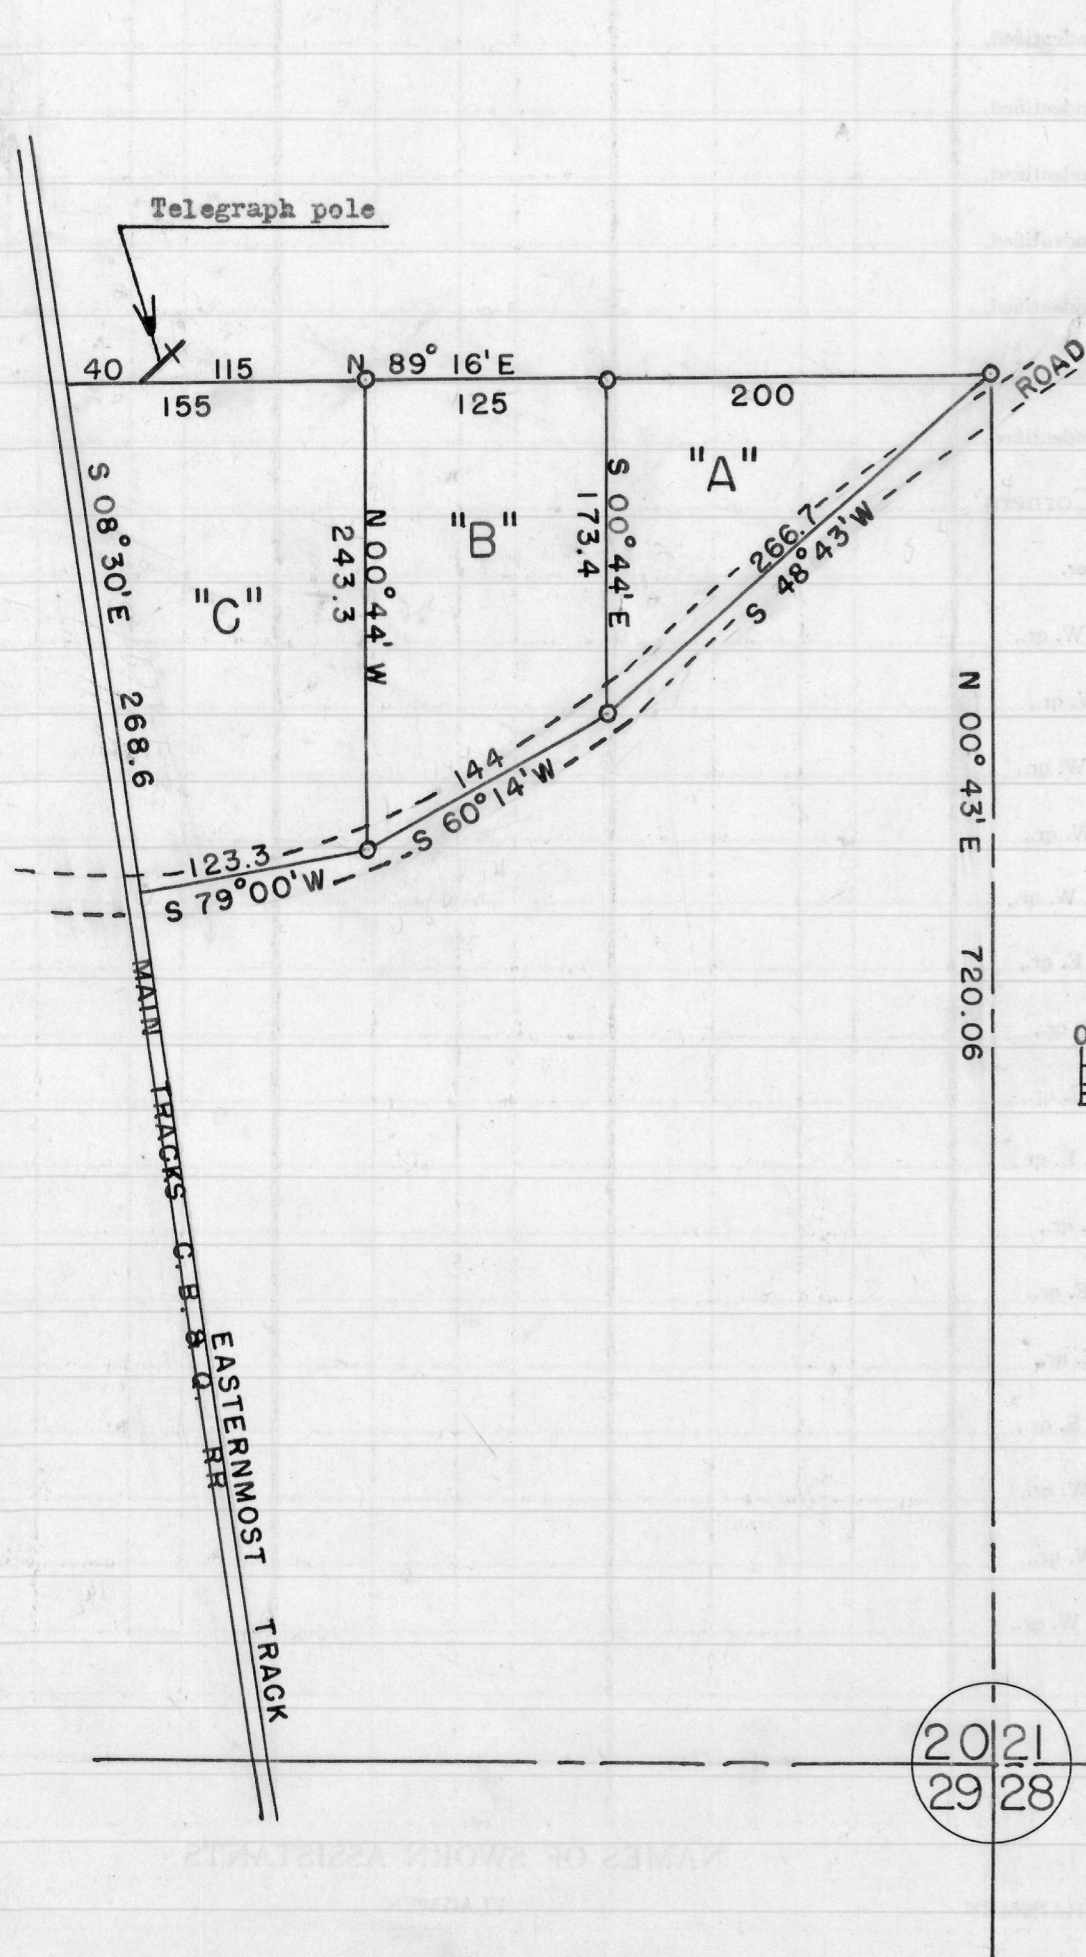 Telegraph pole
40
115
N 89° 16' E
155
125
200
ROAD
"A"
"B"
"C"
S 08° 30' E
268.6
N 00° 44' W
243.3
S 00° 44' E
173.4
266.7
S 48° 43' W
144
S 60° 14' W
123.3
S 79° 00' W
N 00° 43' E
720.06
0
MAIN TRACKS C. B. & Q. RR
EASTERNMOST TRACK
20 21
29 28
NAMES OF SWORN ASSISTANTS